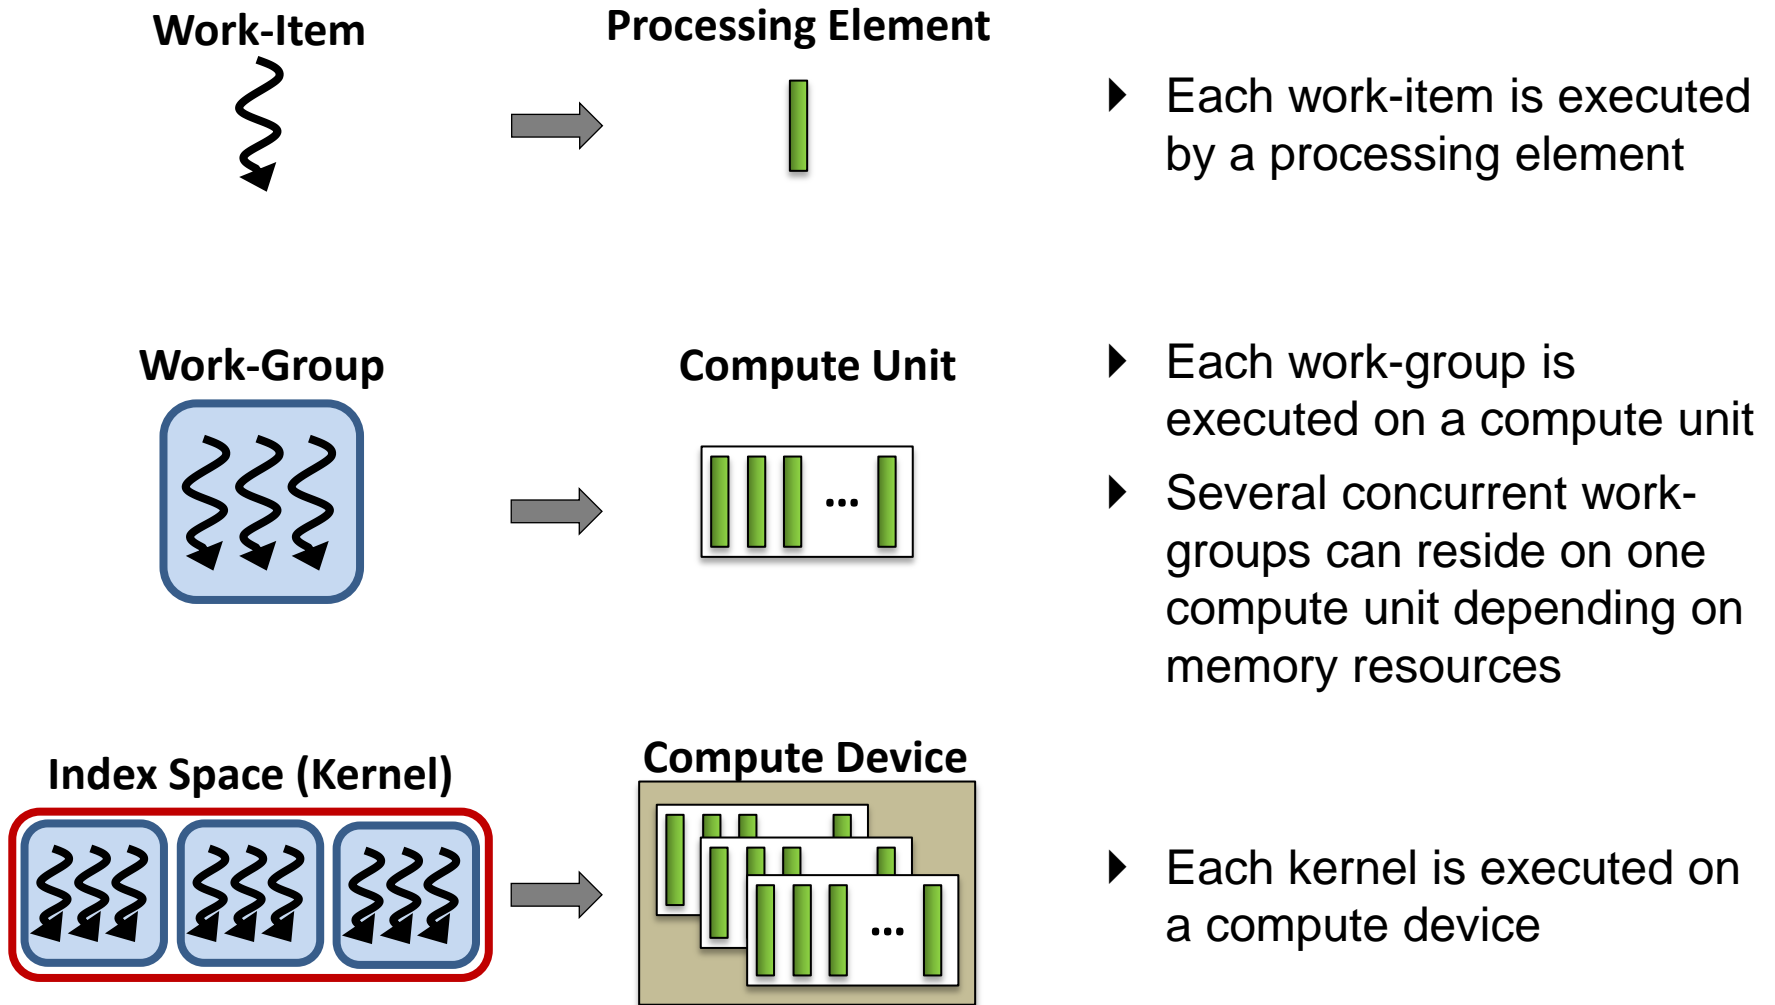 Work-Item
Processing Element
Each work-item is executed
by a processing element
Work-Group
Compute Unit
...
Each work-group is
executed on a compute unit
Several concurrent work-
groups can reside on one
compute unit depending on
memory resources
Index Space (Kernel)
Compute Device
...
Each kernel is executed on
a compute device